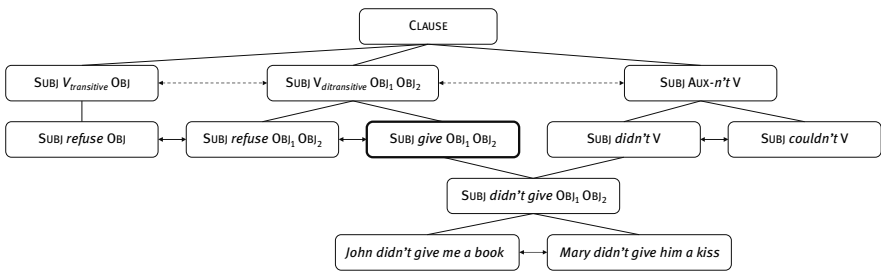 CLAUSE
SUBJ V_transitive OBJ
SUBJ V_ditransitive OBJ₁ OBJ₂
SUBJ AUX-n't V
SUBJ refuse OBJ
SUBJ refuse OBJ₁ OBJ₂
SUBJ give OBJ₁ OBJ₂
SUBJ didn't V
SUBJ couldn't V
SUBJ didn't give OBJ₁ OBJ₂
John didn't give me a book
Mary didn't give him a kiss